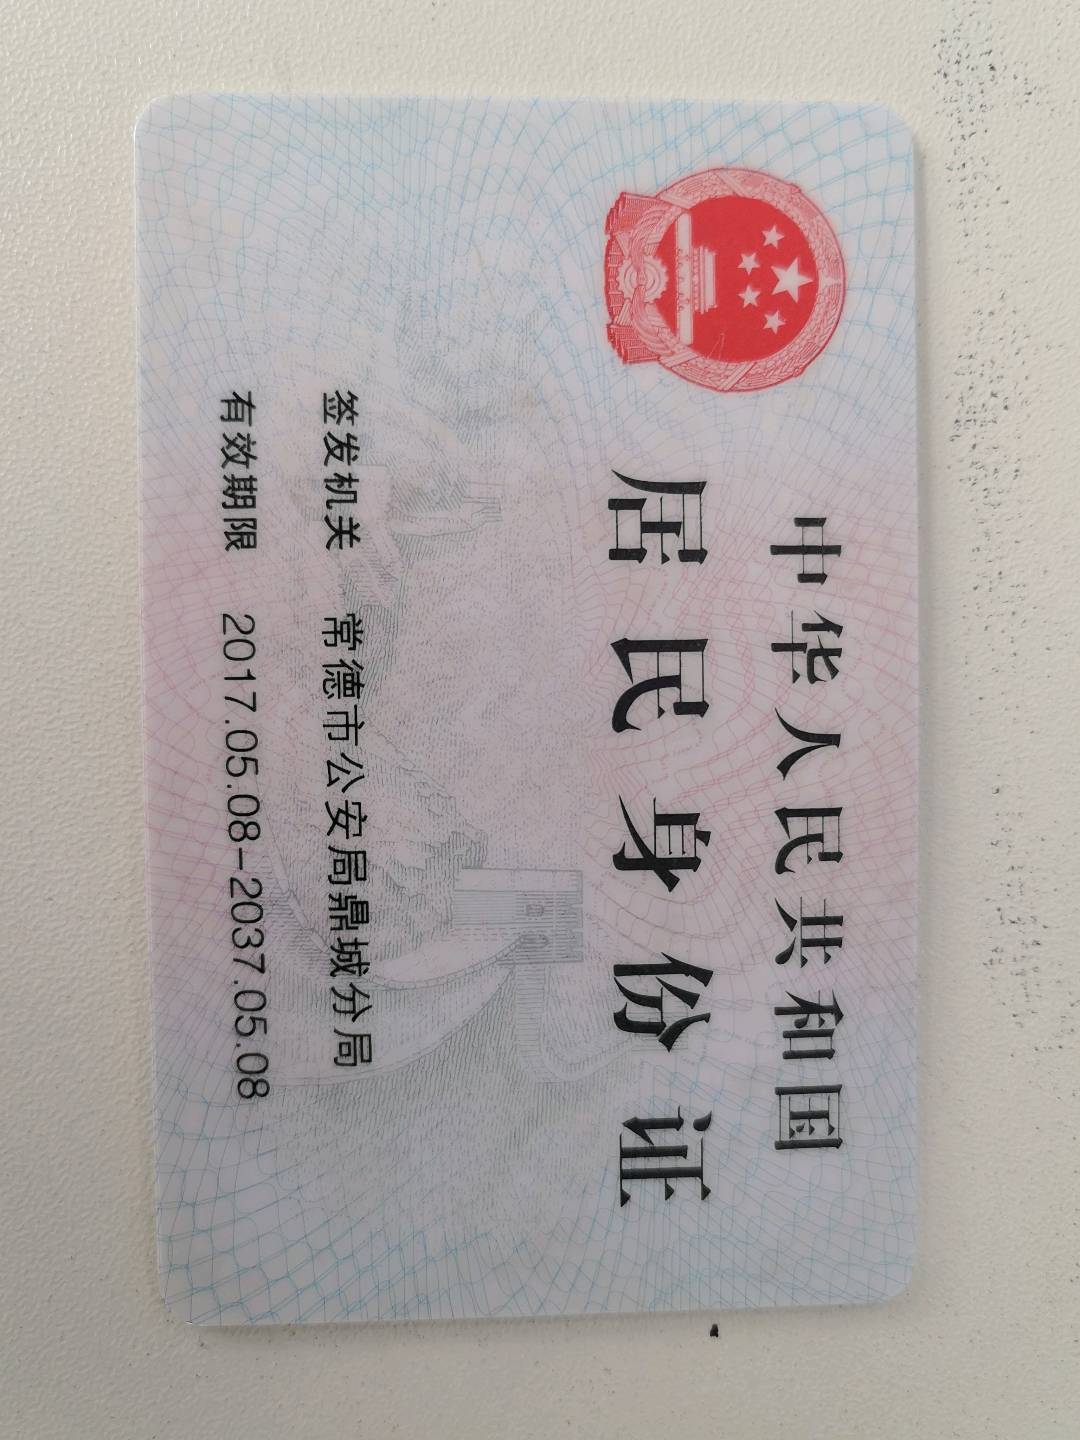 中华人民共和国
居民身份证
签发机关 常德市公安局鼎城分局
有效期限 2017.05.08-2037.05.08